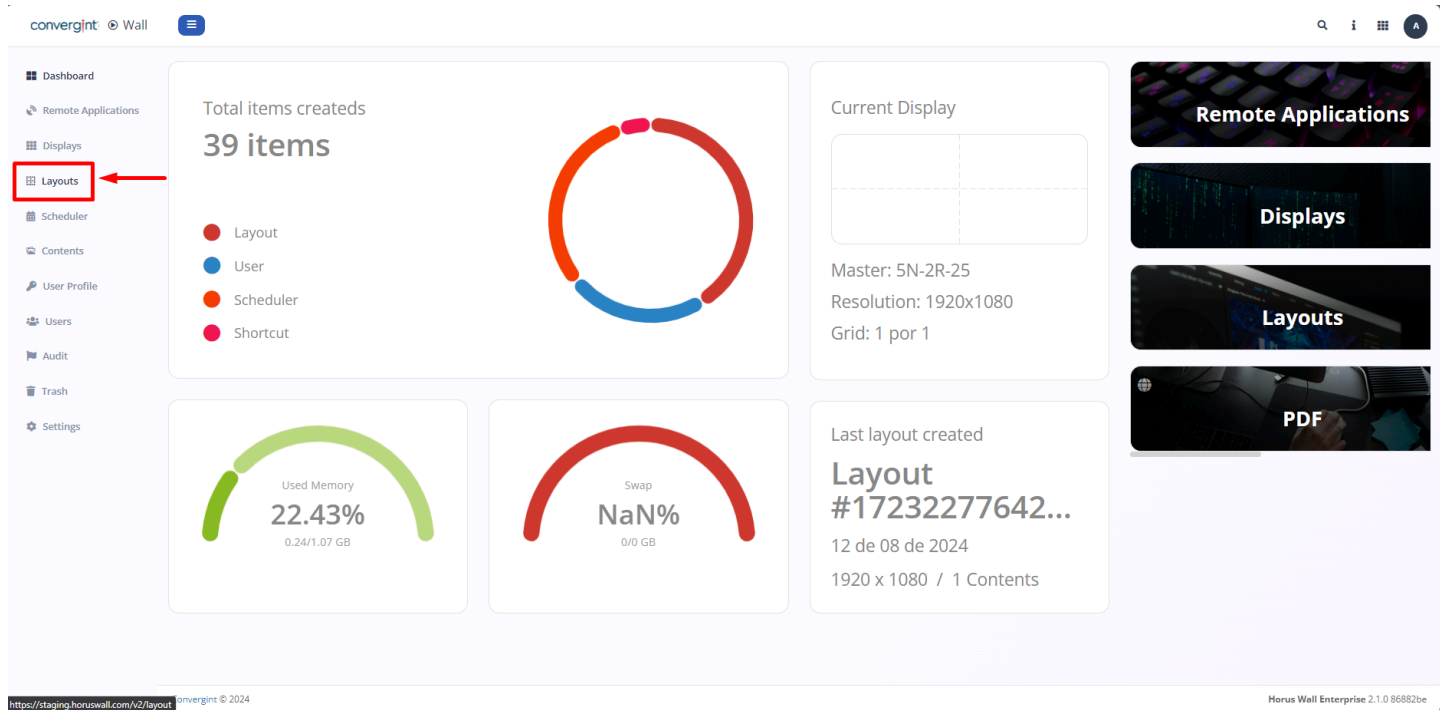 convergint Wall
A
Dashboard
Remote Applications
Displays
Layouts
Scheduler
Contents
User Profile
Users
Audit
Trash
Settings
Total items createds
39 items
Layout
User
Scheduler
Shortcut
Current Display
Master: 5N-2R-25
Resolution: 1920x1080
Grid: 1 por 1
Remote Applications
Displays
Layouts
PDF
Used Memory
22.43%
0.24/1.07 GB
Swap
NaN%
0/0 GB
Last layout created
Layout
#17232277642...
12 de 08 de 2024
1920 x 1080 / 1 Contents
https://staging.horuswall.com/v2/layout
onvergint © 2024
Horus Wall Enterprise 2.1.0 86882be